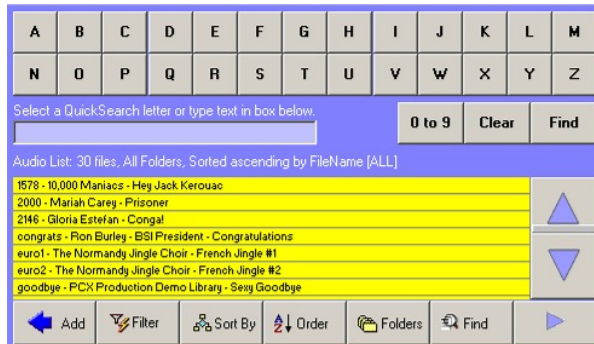 A B C D E F G H I J K L M
N O P Q R S T U V W X Y Z
Select a QuickSearch letter or type text in box below.
0 to 9 Clear Find
Audio List: 30 files, All Folders, Sorted ascending by FileName [ALL]
1578 - 10,000 Maniacs - Hey Jack Kerouac
2000 - Mariah Carey - Prisoner
2146 - Gloria Estefan - Conga!
congrats - Ron Burley - BSI President - Congratulations
euro1 - The Normandy Jingle Choir - French Jingle #1
euro2 - The Normandy Jingle Choir - French Jingle #2
goodbye - PCX Production Demo Library - Sexy Goodbye
Add Filter Sort By Order Folders Find